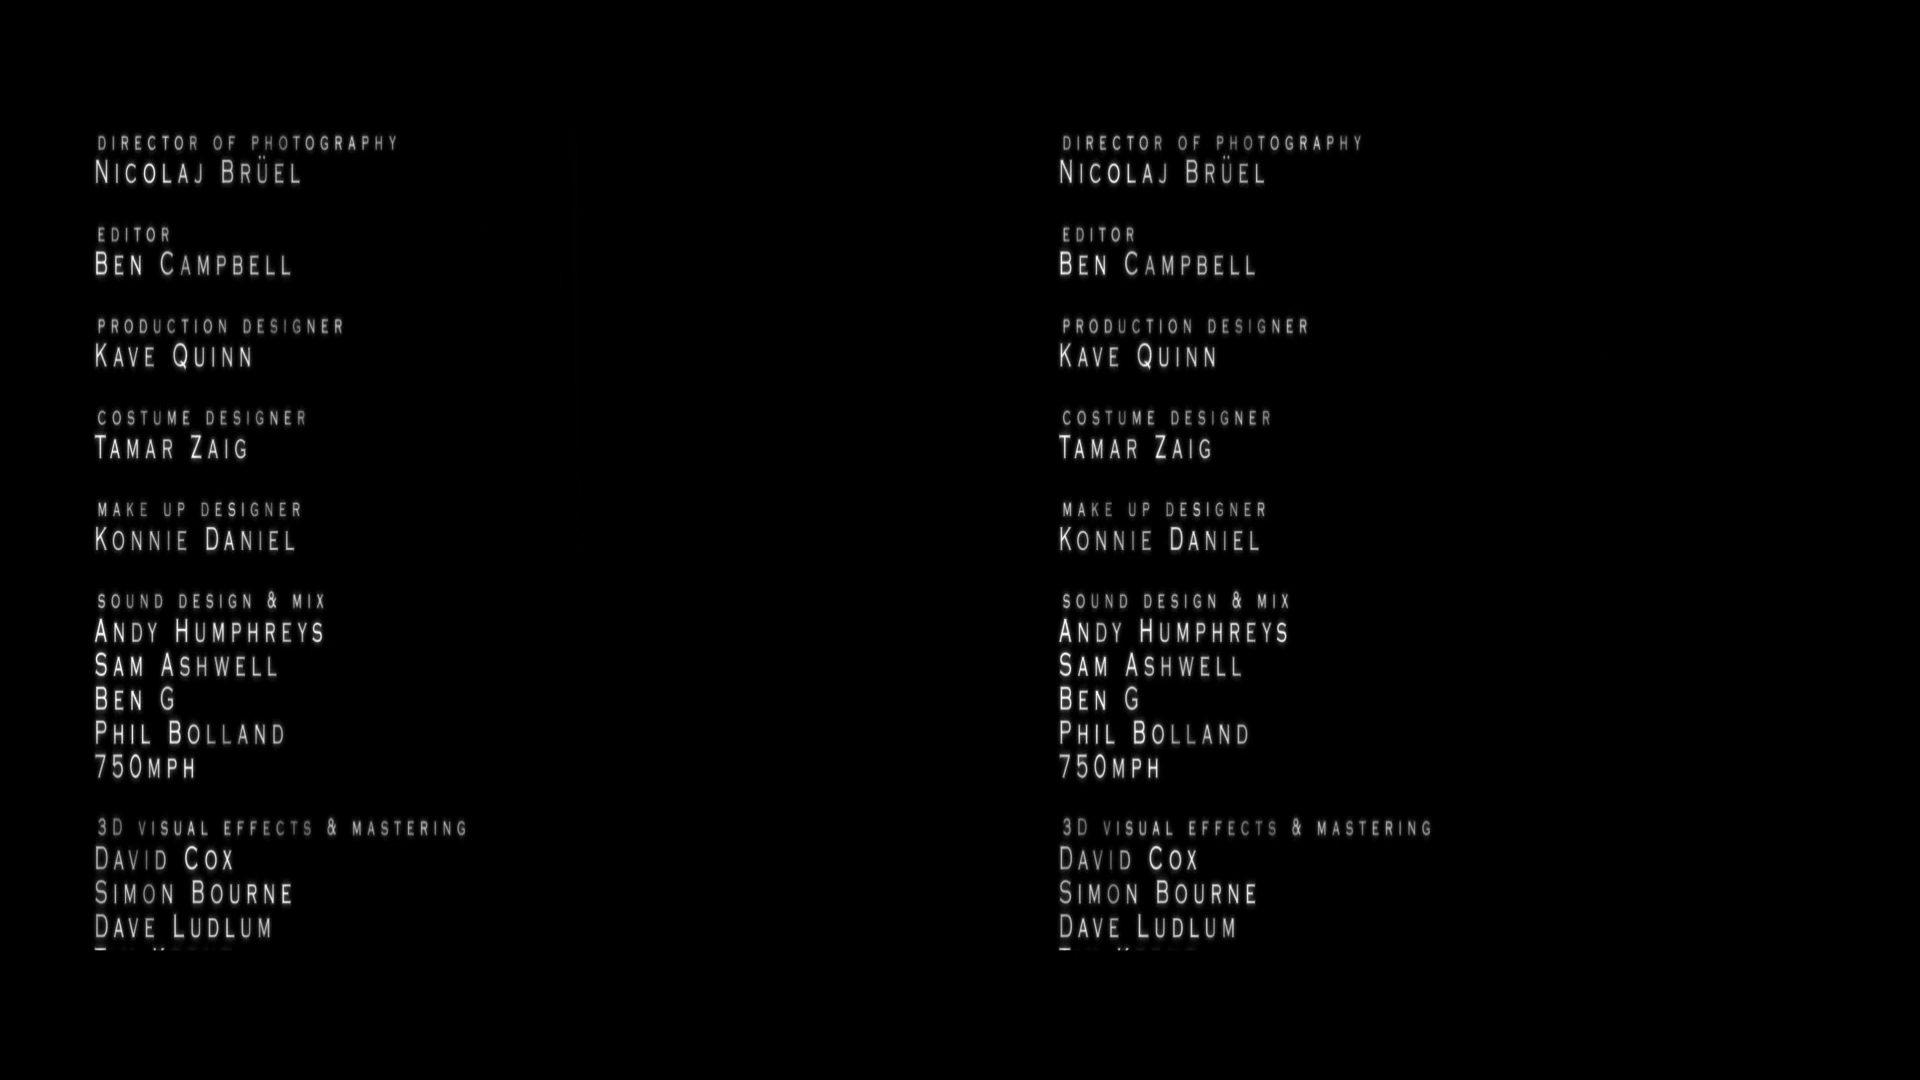 DIRECTOR OF PHOTOGRAPHY
NICOLAJ BRÜEL
EDITOR
BEN CAMPBELL
PRODUCTION DESIGNER
KAVE QUINN
COSTUME DESIGNER
TAMAR ZAIG
MAKE UP DESIGNER
KONNIE DANIEL
SOUND DESIGN & MIX
ANDY HUMPHREYS
SAM ASHWELL
BEN G
PHIL BOLLAND
750MPH
3D VISUAL EFFECTS & MASTERING
DAVID COX
SIMON BOURNE
DAVE LUDLUM
DIRECTOR OF PHOTOGRAPHY
NICOLAJ BRÜEL
EDITOR
BEN CAMPBELL
PRODUCTION DESIGNER
KAVE QUINN
COSTUME DESIGNER
TAMAR ZAIG
MAKE UP DESIGNER
KONNIE DANIEL
SOUND DESIGN & MIX
ANDY HUMPHREYS
SAM ASHWELL
BEN G
PHIL BOLLAND
750MPH
3D VISUAL EFFECTS & MASTERING
DAVID COX
SIMON BOURNE
DAVE LUDLUM